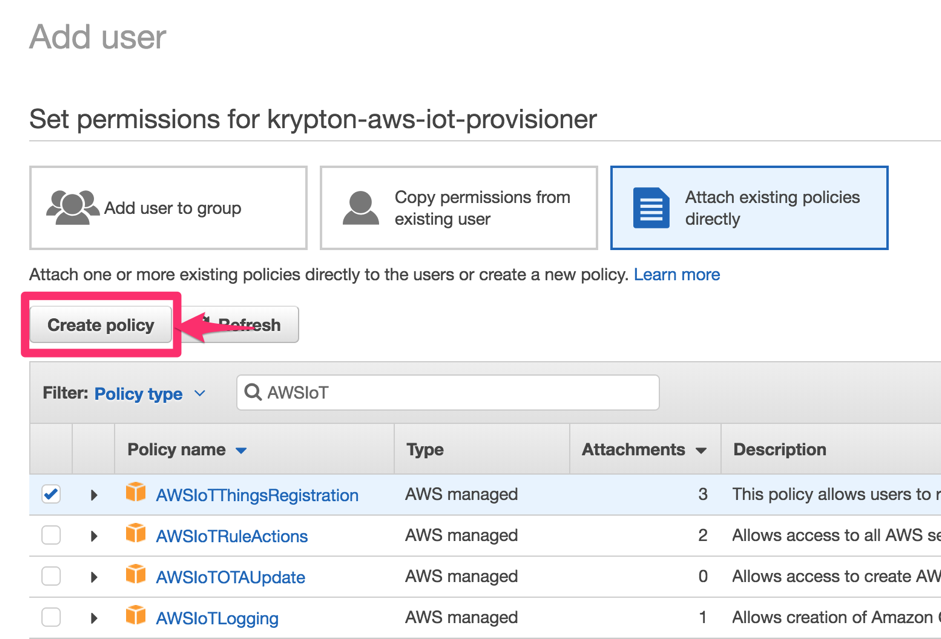 Add user
Set permissions for krypton-aws-iot-provisioner
Add user to group
Copy permissions from
existing user
Attach existing policies
directly
Attach one or more existing policies directly to the users or create a new policy. Learn more
Create policy Refresh
Filter: Policy type AWSIoT
Policy name Type Attachments Description
AWSIoTThingsRegistration AWS managed 3 This policy allows users to r
AWSIoTRuleActions AWS managed 2 Allows access to all AWS se
AWSIoTOTAUpdate AWS managed 0 Allows access to create AW
AWSIoTLogging AWS managed 1 Allows creation of Amazon